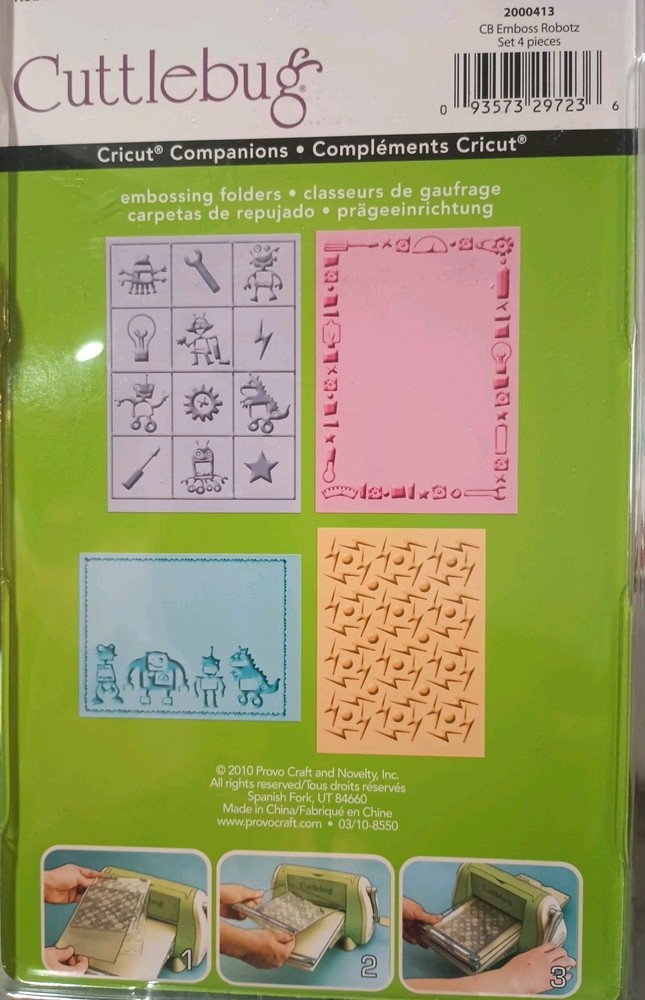 2000413
CB Emboss Robotz
Set 4 pieces
Cuttlebug®
0 93573 29723 6
Cricut® Companions • Compléments Cricut®
embossing folders • classeurs de gaufrage
carpetas de repujado • prägeeinrichtung
© 2010 Provo Craft and Novelty, Inc.
All rights reserved/Tous droits réservés
Spanish Fork, UT 84660
Made in China/Fabriqué en Chine
www.provocraft.com • 03/10-8550
Cuttlebug
Cuttlebug
1
2
3